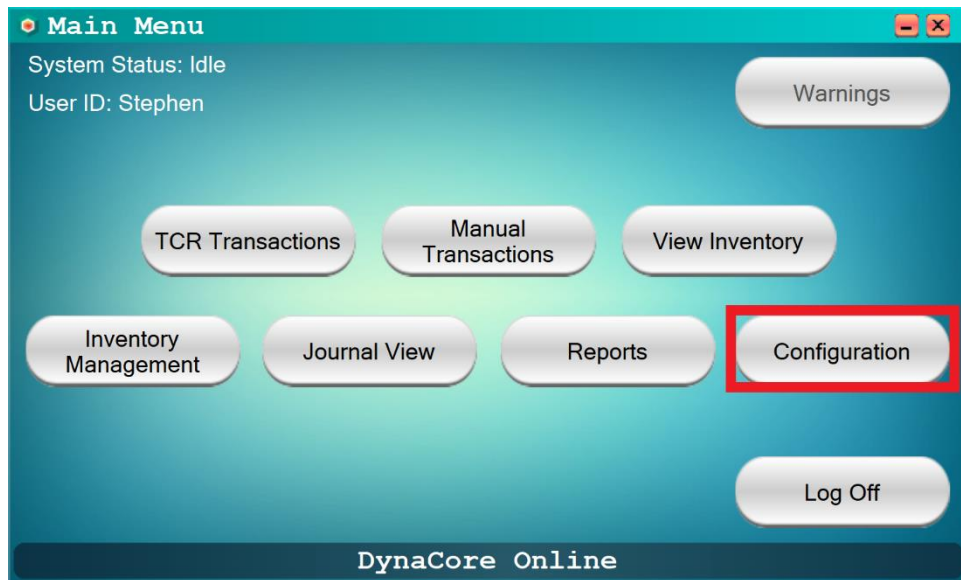 Main Menu
System Status: Idle
User ID: Stephen
Warnings
TCR Transactions
Manual
Transactions
View Inventory
Inventory
Management
Journal View
Reports
Configuration
Log Off
DynaCore Online